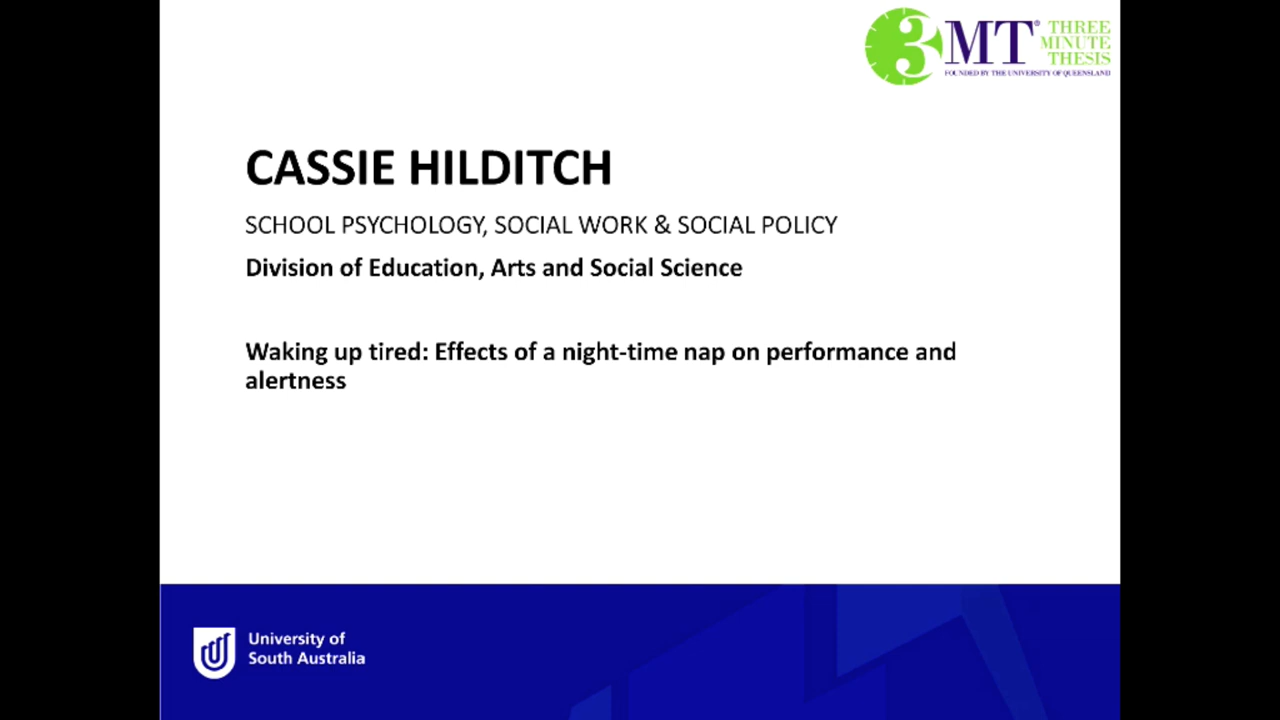 3MT® THREE
MINUTE
THESIS
FOUNDED BY THE UNIVERSITY OF QUEENSLAND
CASSIE HILDITCH
SCHOOL PSYCHOLOGY, SOCIAL WORK & SOCIAL POLICY
Division of Education, Arts and Social Science
Waking up tired: Effects of a night-time nap on performance and
alertness
University of
South Australia